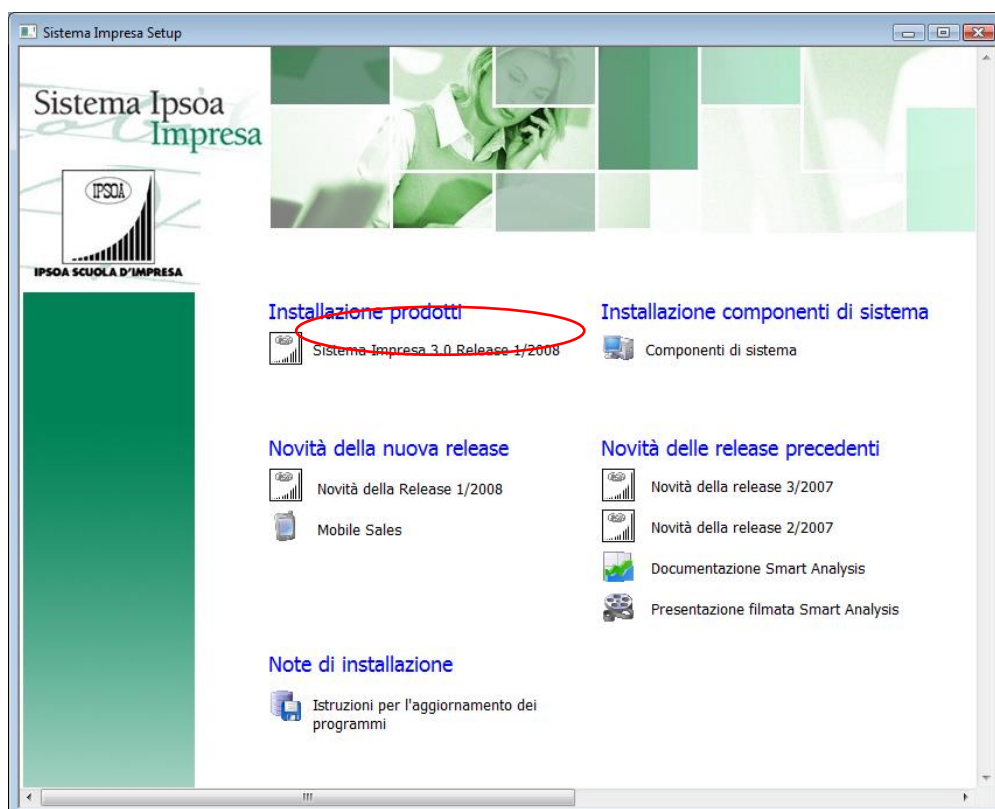 Sistema Impresa Setup
Sistema Ipsoa
Impresa
IPSOA
IPSOA SCUOLA D'IMPRESA
Installazione prodotti
Sistema Impresa 3.0 Release 1/2008
Installazione componenti di sistema
Componenti di sistema
Novità della nuova release
Novità della Release 1/2008
Mobile Sales
Novità delle release precedenti
Novità della release 3/2007
Novità della release 2/2007
Documentazione Smart Analysis
Presentazione filmata Smart Analysis
Note di installazione
Istruzioni per l'aggiornamento dei
programmi